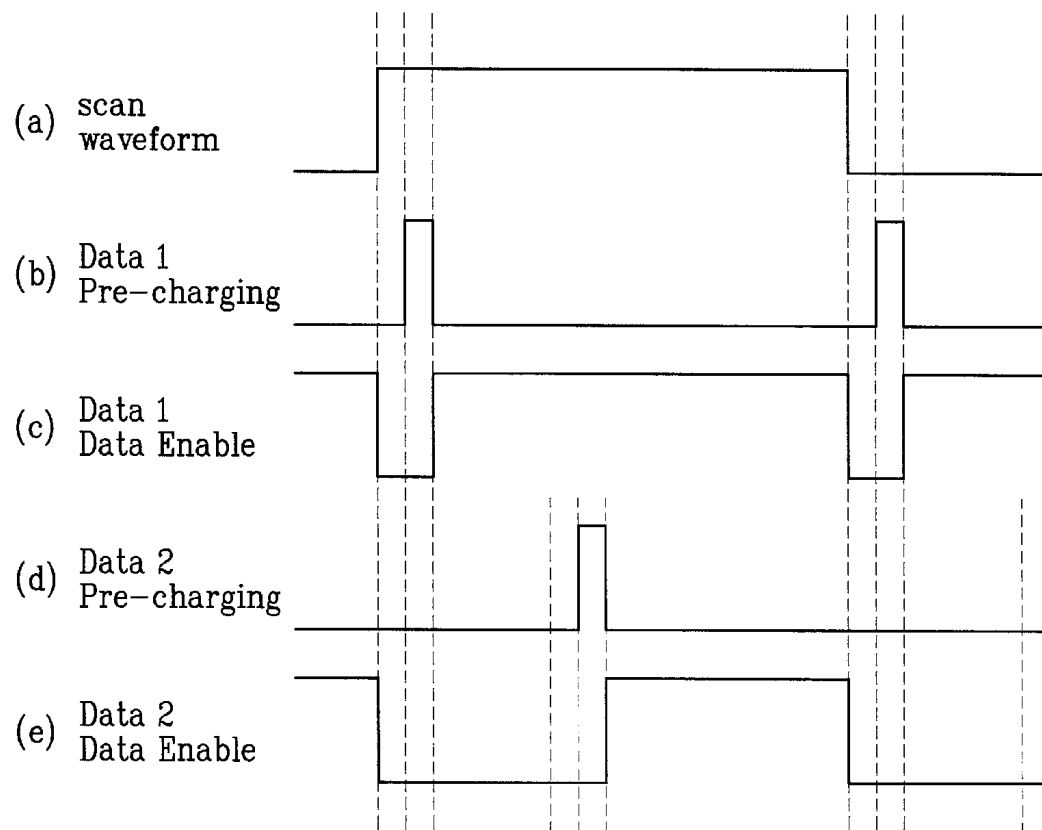 (a) scan
waveform
(b) Data 1
Pre-charging
(c) Data 1
Data Enable
(d) Data 2
Pre-charging
(e) Data 2
Data Enable